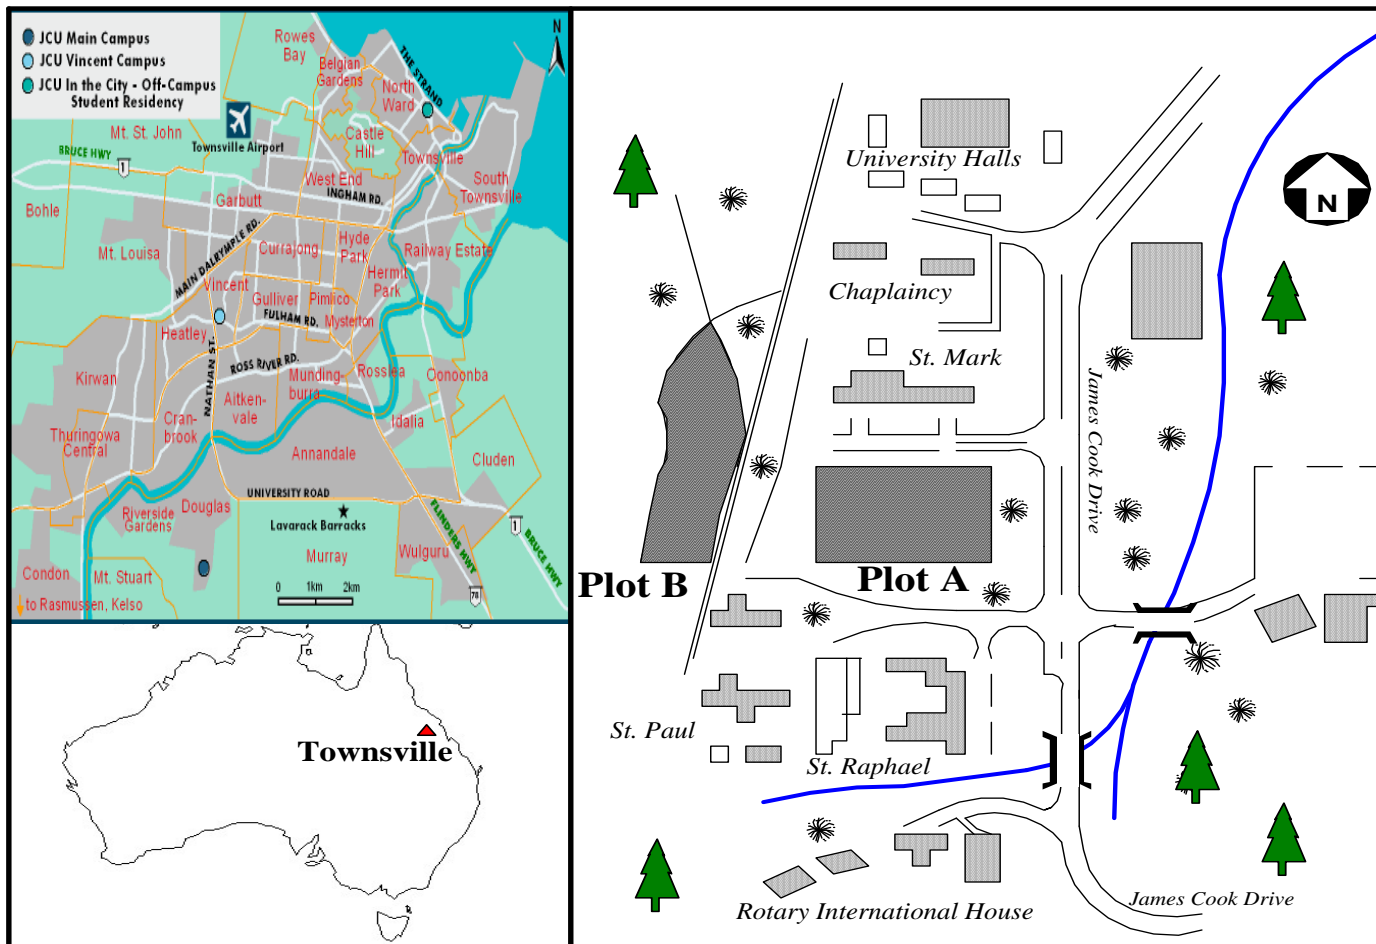 JCU Main Campus
JCU Vincent Campus
JCU In the City - Off-Campus
Student Residency
N
Rowes
Bay
Belgian
Gardens
THE STRAND
North
Ward
Mt. St. John
Townsville Airport
Castle
Hill
Townsville
BRUCE HWY
1
West End
INGHAM RD.
South
Townsville
Bohle
Garbutt
Mt. Louisa
MAIN DALRYMPLE RD.
Currajong
Hyde
Park
Railway Estate
Hermit
Park
Vincent
Gulliver
Pimlico
FULHAM RD.
Mysterton
Heatley
NATHAN ST.
ROSS RIVER RD.
Kirwan
Munding-
burra
Rosslea
Oonoonba
Aitken-
vale
Cran-
brook
Idalia
Thuringowa
Central
Annandale
Cluden
UNIVERSITY ROAD
Riverside
Gardens
Douglas
Lavarack Barracks
FLINDERS HWY
1
BRUCE HWY
Murray
Wulguru
Condon
Mt. Stuart
0 1km 2km
78
to Rasmussen, Kelso
Townsville
University Halls
N
Chaplaincy
St. Mark
James Cook Drive
Plot B
Plot A
St. Paul
St. Raphael
Rotary International House
James Cook Drive